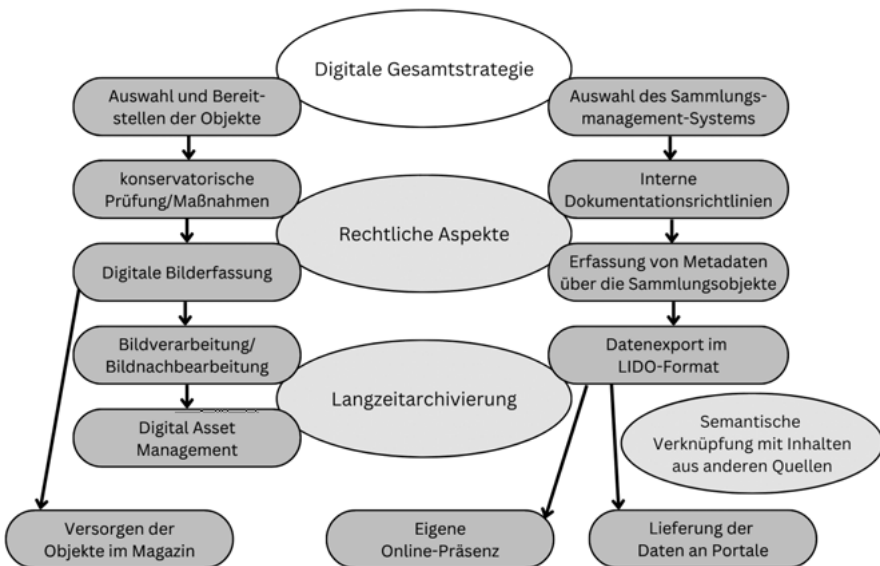 Digitale Gesamtstrategie
Auswahl und Bereit-
stellen der Objekte
Auswahl des Sammlungs-
management-Systems
konservatorische
Prüfung/Maßnahmen
Interne
Dokumentationsrichtlinien
Rechtliche Aspekte
Digitale Bilderfassung
Erfassung von Metadaten
über die Sammlungsobjekte
Bildverarbeitung/
Bildnachbearbeitung
Datenexport im
LIDO-Format
Langzeitarchivierung
Digital Asset
Management
Semantische
Verknüpfung mit Inhalten
aus anderen Quellen
Versorgen der
Objekte im Magazin
Eigene
Online-Präsenz
Lieferung der
Daten an Portale